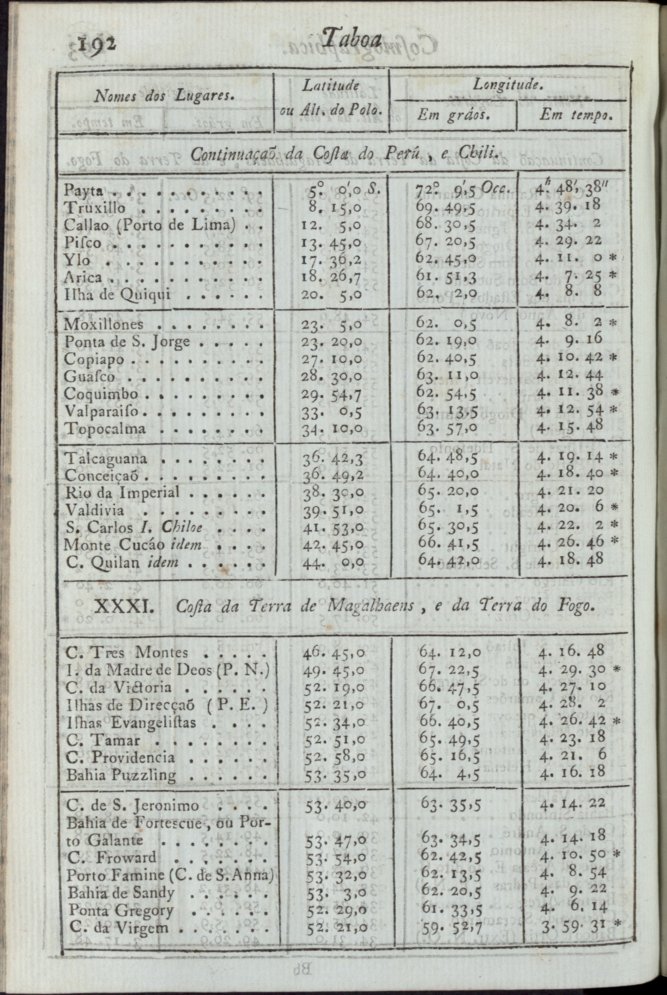 192
Taboa
Nomes dos Lugares. Latitude ou Alt. do Polo. Longitude.
Em gráos. Em tempo.
Continuaçaõ da Coſta do Perú, e Chili.
Payta . . . . . . . . . . 5.° 0,'0 S. 72.° 9,'5 Occ. 4.h 48,' 38"
Truxillo . . . . . . . . . 8. 15,0 69. 49,5 4. 39. 18
Callao (Porto de Lima) . . 12. 5,0 68. 30,5 4. 34. 2
Piſco . . . . . . . . . . 13. 45,0 67. 20,5 4. 29. 22
Ylo . . . . . . . . . . 17. 36,2 62. 45,0 4. 11. 0 *
Arica . . . . . . . . . . 18. 26,7 61. 51,3 4. 7. 25 *
Ilha de Quiqui . . . . . . 20. 5,0 62. 2,0 4. 8. 8
Moxillones . . . . . . . 23. 5,0 62. 0,5 4. 8. 2 *
Ponta de S. Jorge . . . . . 23. 20,0 62. 19,0 4. 9. 16
Copiapo . . . . . . . . 27. 10,0 62. 40,5 4. 10. 42 *
Guaſco . . . . . . . . . 28. 30,0 63. 11,0 4. 12. 44
Coquimbo . . . . . . . . 29. 54,7 62. 54,5 4. 11. 38 *
Valparaiſo . . . . . . . . 33. 0,5 63. 13,5 4. 12. 54 *
Topocalma . . . . . . . 34. 10,0 63. 57,0 4. 15. 48
Talcaguana . . . . . . . 36. 42,3 64. 48,5 4. 19. 14 *
Conceiçaõ . . . . . . . . 36. 49,2 64. 40,0 4. 18. 40 *
Rio da Imperial . . . . . 38. 30,0 65. 20,0 4. 21. 20
Valdivia . . . . . . . . 39. 51,0 65. 1,5 4. 20. 6 *
S. Carlos I. Chiloe . . . . 41. 53,0 65. 30,5 4. 22. 2 *
Monte Cucáo idem . . . . 42. 45,0 66. 41,5 4. 26. 46 *
C. Quilan idem . . . . . 44. 0,0 64. 42,0 4. 18. 48
XXXI. Coſta da Terra de Magalhaens, e da Terra do Fogo.
C. Tres Montes . . . . . 46. 45,0 64. 12,0 4. 16. 48
I. da Madre de Deos (P. N.) 49. 45,0 67. 22,5 4. 29. 30 *
C. da Victoria . . . . . . 52. 19,0 66. 47,5 4. 27. 10
Ilhas de Direcçaõ ( P. E. ) 52. 21,0 67. 0,5 4. 28. 2
Ilhas Evangeliſtas . . . . 52. 34,0 66. 40,5 4. 26. 42 *
C. Tamar . . . . . . . . 52. 51,0 65. 49,5 4. 23. 18
C. Providencia . . . . . . 52. 58,0 65. 16,5 4. 21. 6
Bahia Puzzling . . . . . . 53. 35,0 64. 4,5 4. 16. 18
C. de S. Jeronimo . . . . 53. 40,0 63. 35,5 4. 14. 22
Bahia de Forteſcue, ou Por-
to Galante . . . . . . 53. 47,0 63. 34,5 4. 14. 18
C. Froward . . . . . . . 53. 54,0 62. 42,5 4. 10. 50 *
Porto Famine (C. de S. Anna) 53. 32,0 62. 13,5 4. 8. 54
Bahia de Sandy . . . . . 53. 3,0 62. 20,5 4. 9. 22
Ponta Gregory . . . . . . 52. 29,0 61. 33,5 4. 6. 14
C. da Virgem . . . . . . 52. 21,0 59. 52,7 3. 59. 31 *